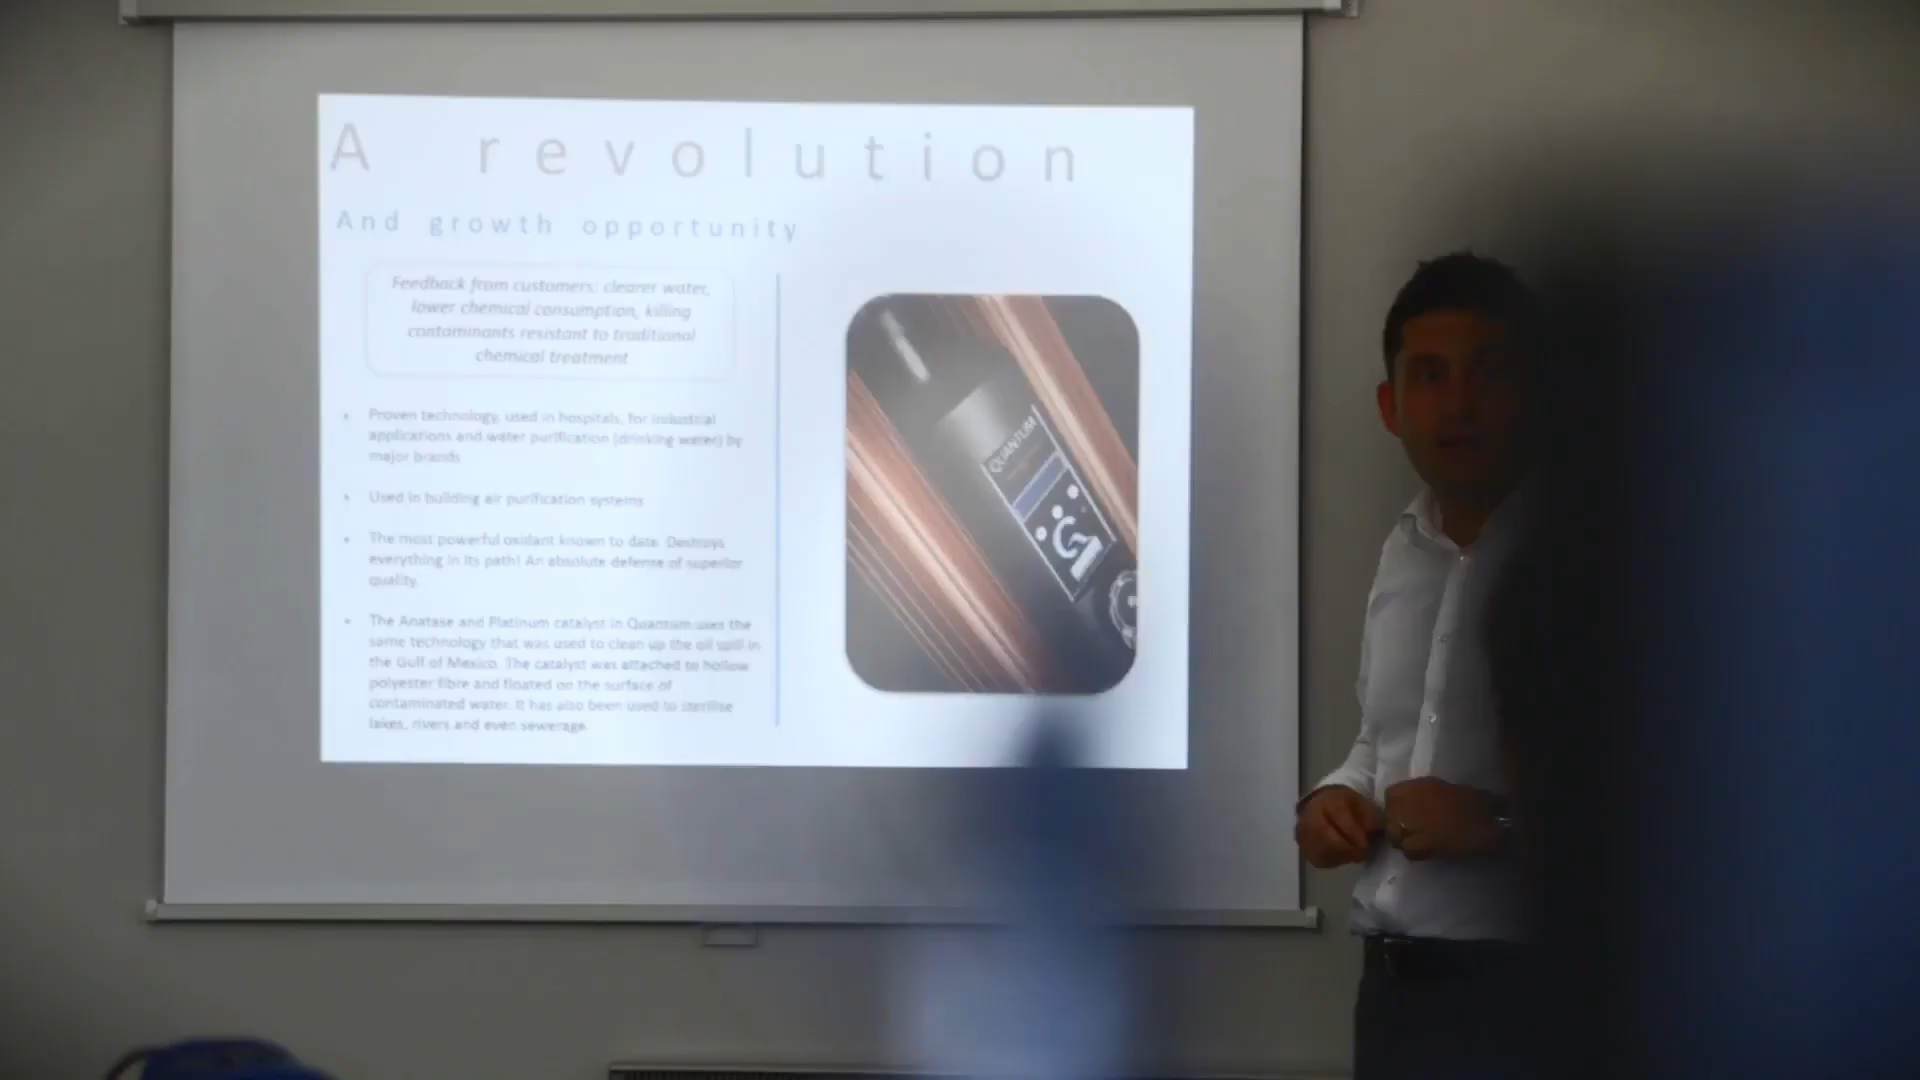 A revolution
And growth opportunity
Feedback from customers: clearer water,
lower chemical consumption, killing
contaminants resistant to traditional
chemical treatment
• Proven technology, used in hospitals, for industrial
applications and water purification (drinking water) by
major brands
• Used in building air purification systems
• The most powerful oxidant known to date. Destroys
everything in its path! An absolute defense of superior
quality.
• The Anatase and Platinum catalyst in Quantum uses the
same technology that was used to clean up the oil spill in
the Gulf of Mexico. The catalyst was attached to hollow
polyester fibre and floated on the surface of
contaminated water. It has also been used to sterilise
lakes, rivers and even sewerage.
QUANTUM